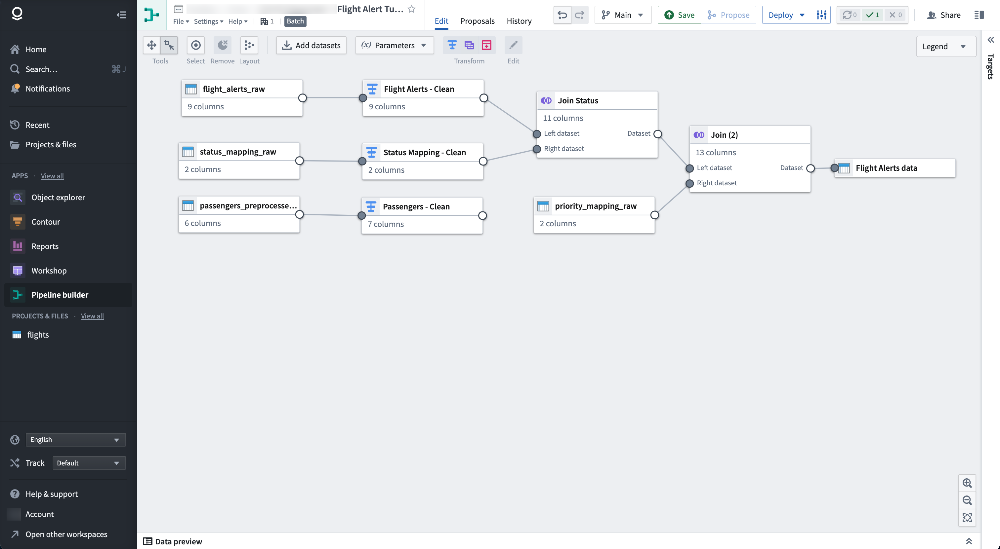 Flight Alert Tu...
File
Settings
Help
1
Batch
Edit
Proposals
History
Main
Save
Propose
Deploy
0
1
0
Share
Home
Search...
⌘ J
Notifications
Recent
Projects & files
APPS · View all
Object explorer
Contour
Reports
Workshop
Pipeline builder
PROJECTS & FILES · View all
flights
English
Track
Default
Help & support
Account
Open other workspaces
Tools
Select
Remove
Layout
Add datasets
(x) Parameters
Transform
Edit
Legend
Targets
flight_alerts_raw
9 columns
Flight Alerts - Clean
9 columns
Join Status
11 columns
Left dataset
Dataset
Right dataset
status_mapping_raw
2 columns
Status Mapping - Clean
2 columns
Join (2)
13 columns
Left dataset
Dataset
Right dataset
Flight Alerts data
passengers_preprocesse...
6 columns
Passengers - Clean
7 columns
priority_mapping_raw
2 columns
Data preview